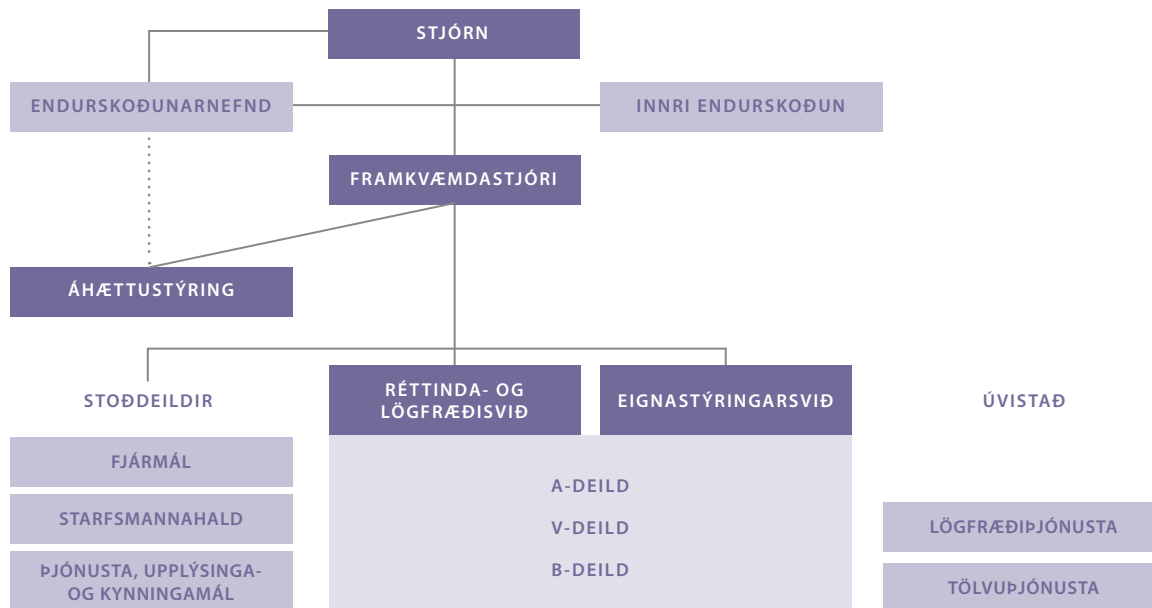 STJÓRN
ENDURSKOÐUNARNEFND
INNRI ENDURSKOÐUN
FRAMKVÆMDASTJÓRI
ÁHÆTTUSTÝRING
STOÐDEILDIR
RÉTTINDA- OG
LÖGFRÆÐISVIÐ
EIGNASTÝRINGARSVIÐ
ÚVISTAÐ
FJÁRMÁL
STARFSMANNAHALD
ÞJÓNUSTA, UPPLÝSINGA-
OG KYNNINGAMÁL
A-DEILD
V-DEILD
B-DEILD
LÖGFRÆÐIÞJÓNUSTA
TÖLVUÞJÓNUSTA